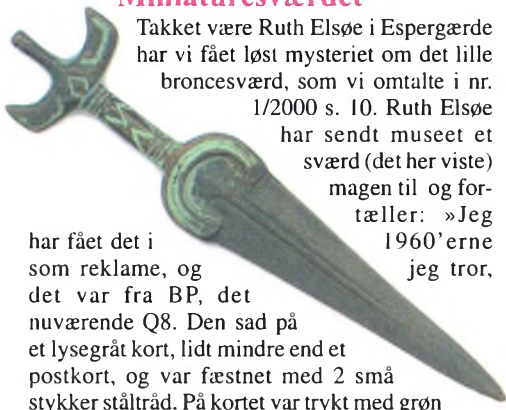 Miniaturesværdet
Takket være Ruth Elsøe i Espergærde
har vi fået løst mysteriet om det lille
broncesværd, som vi omtalte i nr.
1/2000 s. 10. Ruth Elsøe
har sendt museet et
sværd (det her viste)
magen til og for-
tæller: »Jeg
har fået det i 1960'erne
som reklame, og jeg tror,
det var fra BP, det
nuværende Q8. Den sad på
et lysegråt kort, lidt mindre end et
postkort, og var fæstnet med 2 små
stykker ståltråd. På kortet var trykt med grøn